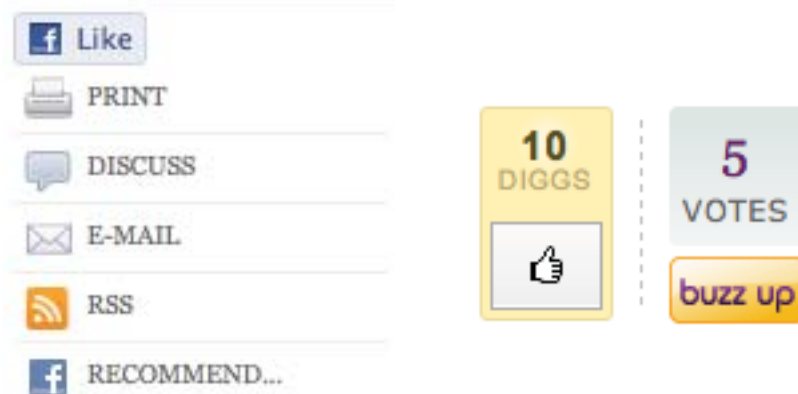 Like
PRINT
DISCUSS
E-MAIL
RSS
RECOMMEND...
10
DIGGS
5
VOTES
buzz up